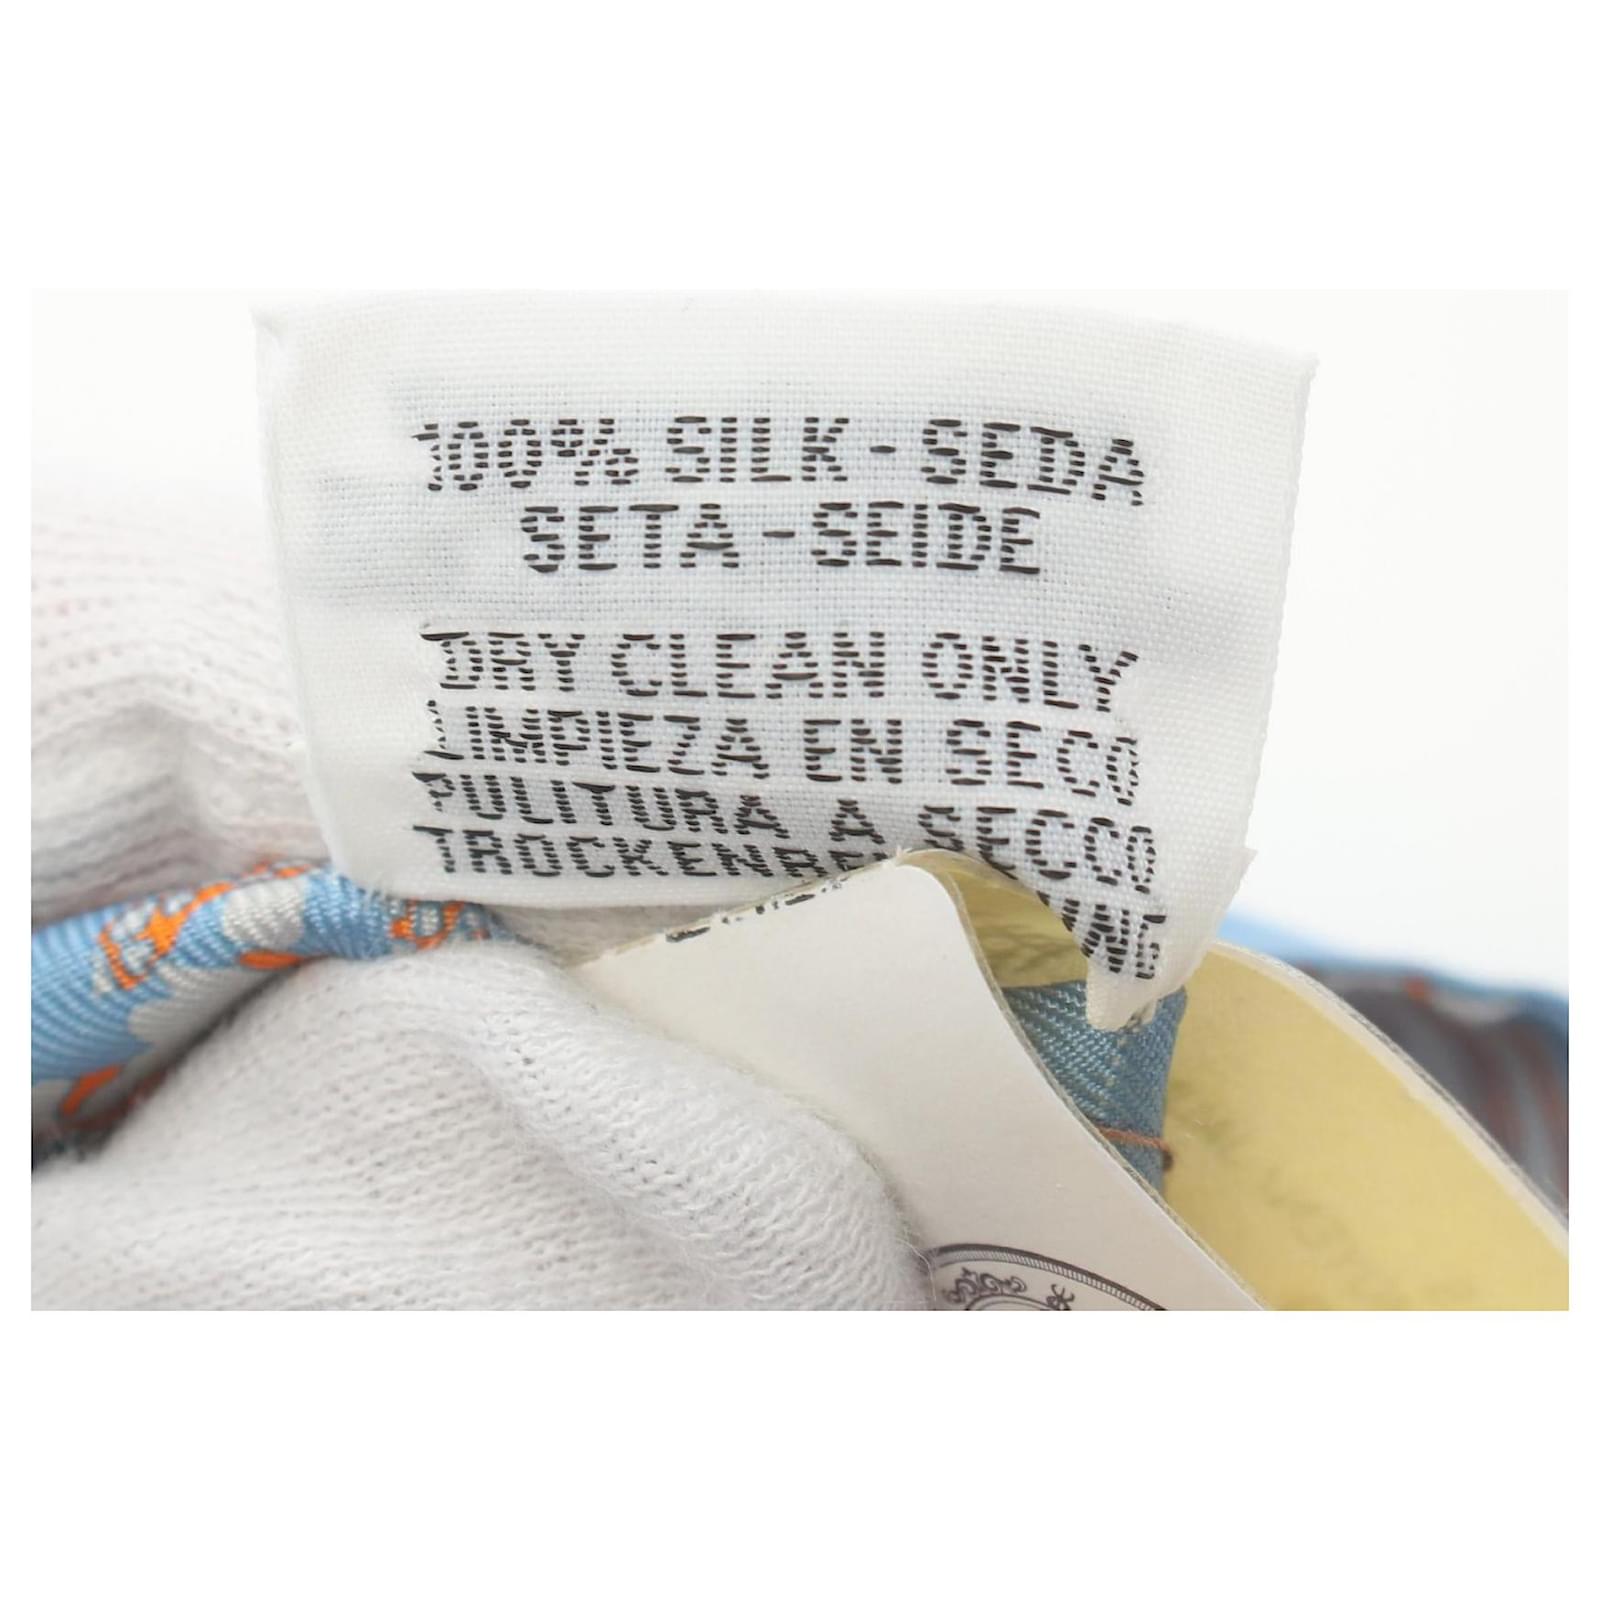 100% SILK - SEDA
SETA - SEIDE
DRY CLEAN ONLY
LIMPIEZA EN SECO
PULITURA A SECCO